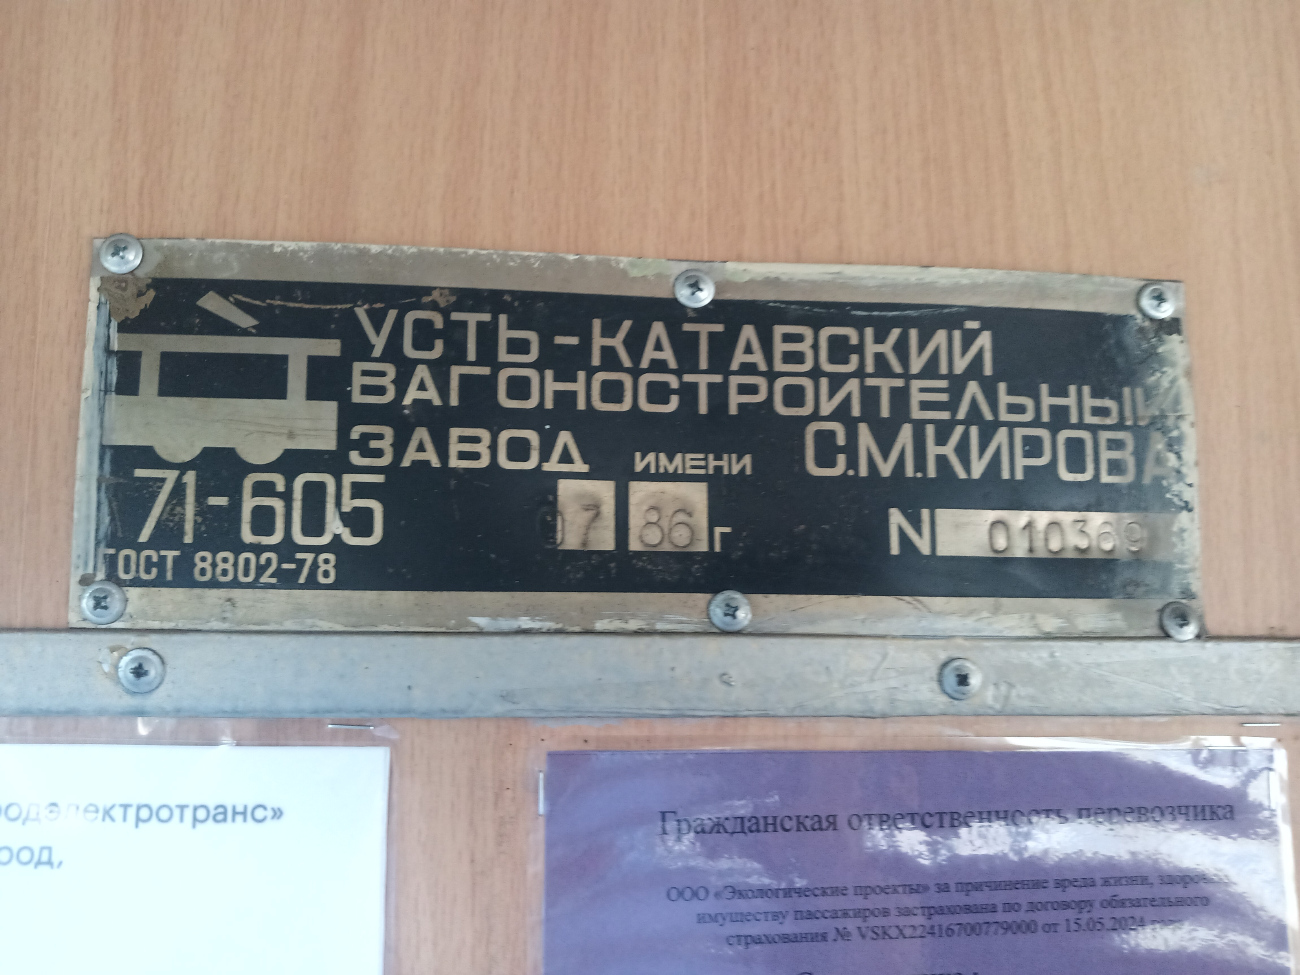 УСТЬ-КАТАВСКИЙ
ВАГОНОСТРОИТЕЛЬНЫЙ
ЗАВОД ИМЕНИ С.М.КИРОВА
71-605 07 86 г N 010369
ГОСТ 8802-78
родэлектротранс»
род,
Гражданская ответственность перевозчика
ООО «Экологические проекты» за причинение вреда жизни,
имуществу пассажиров застрахована по договору обязательного
страхования № VSKX22416700779000 от 15.05.2024